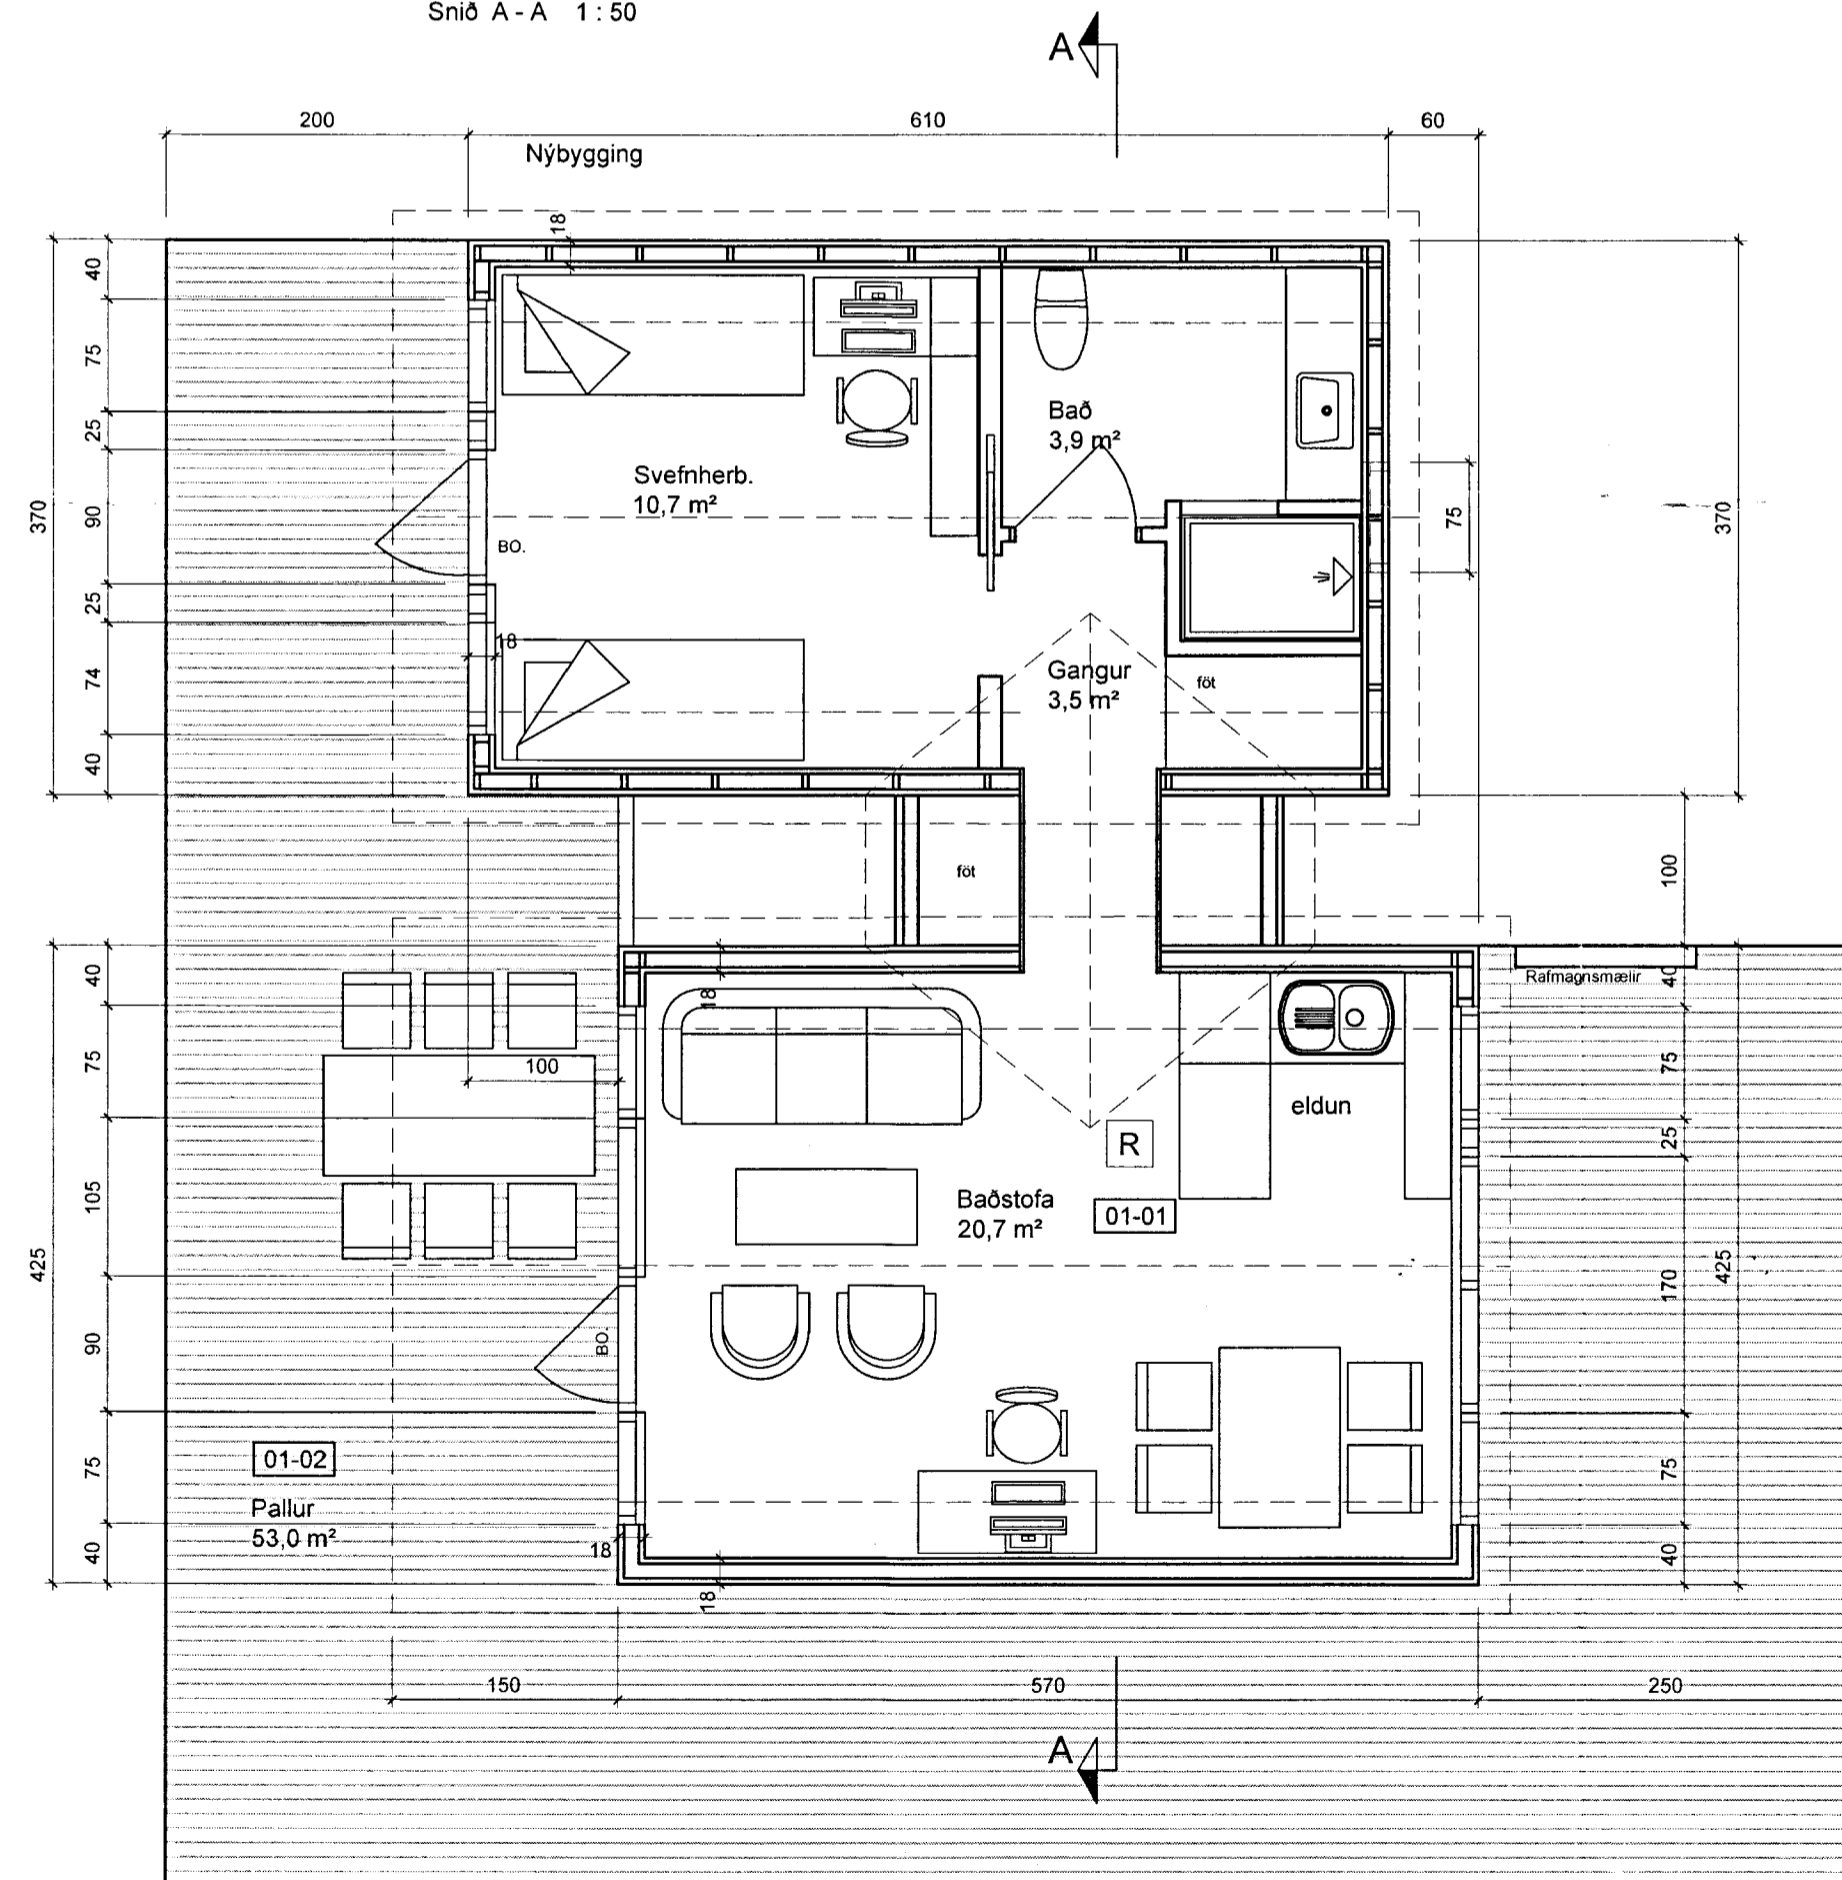 Snið A - A 1 : 50
A
200
610
60
Nýbygging
18
40
75
25
90
25
74
40
370
Bað
3,9 m²
Svefnherb.
10,7 m²
BO.
75
370
18
Gangur
3,5 m²
föt
föt
100
Rafmagnsmælir
40
75
105
90
75
40
425
18
100
eldun
R
Baðstofa
20,7 m²
01-01
40
75
25
170
75
40
425
BO.
01-02
Pallur
53,0 m²
18
18
150
570
250
A